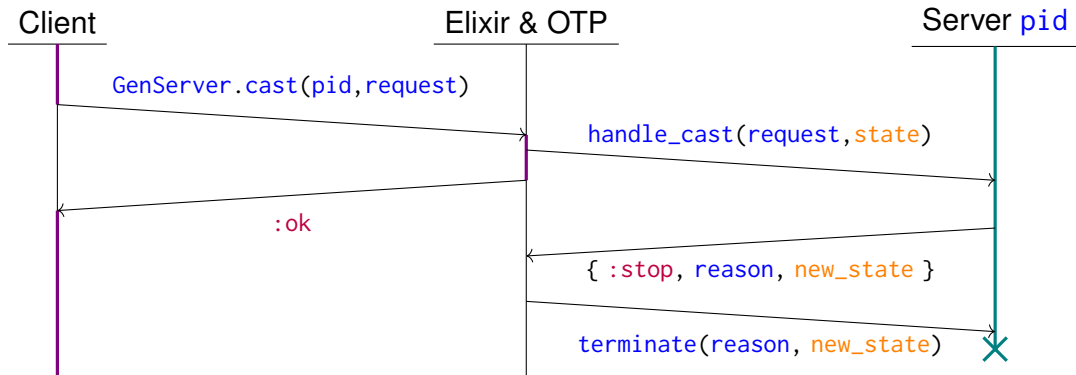 Client
Elixir & OTP
Server pid
GenServer.cast(pid,request)
handle_cast(request,state)
:ok
{ :stop, reason, new_state }
terminate(reason, new_state)